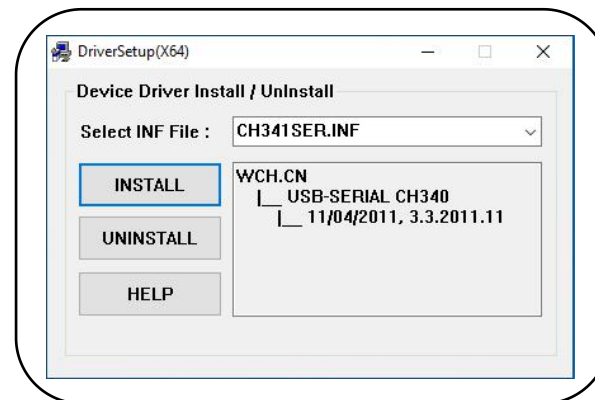 DriverSetup(X64)
Device Driver Install / UnInstall
Select INF File :
CH341SER.INF
INSTALL
UNINSTALL
HELP
WCH.CN
|__ USB-SERIAL CH340
|__ 11/04/2011, 3.3.2011.11